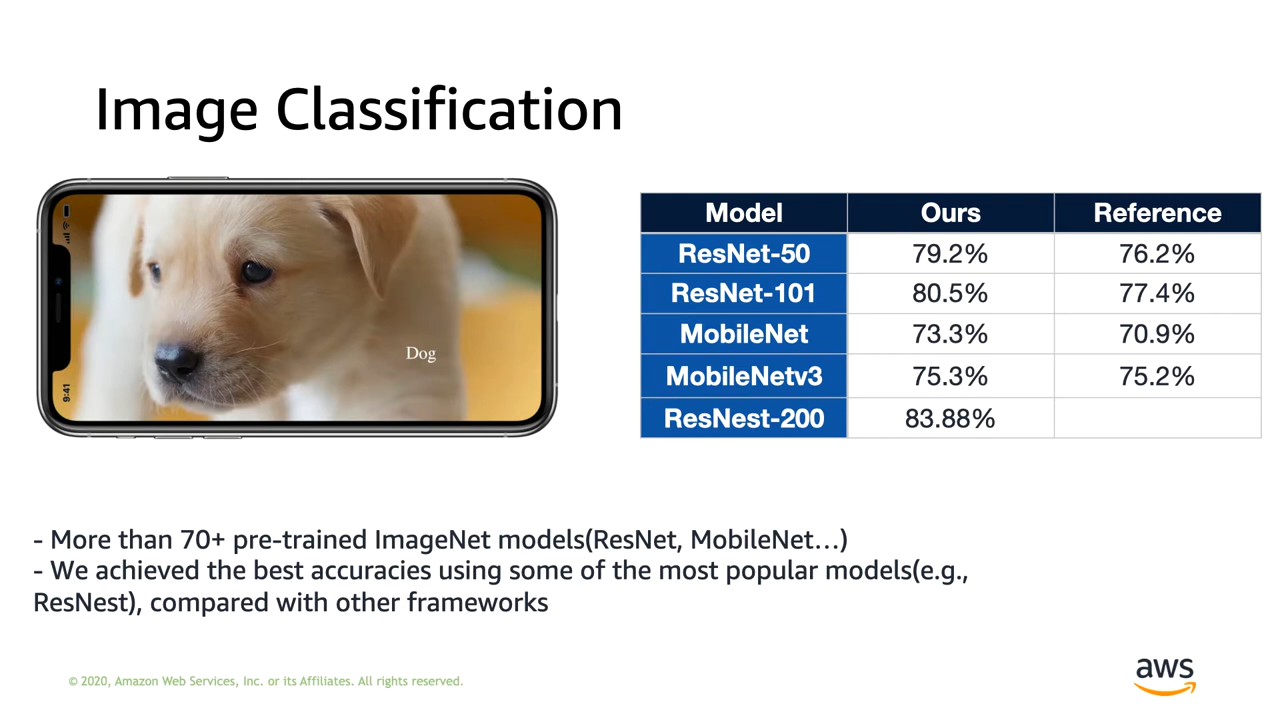 Image Classification
9:41
Dog
Model Ours Reference
ResNet-50 79.2% 76.2%
ResNet-101 80.5% 77.4%
MobileNet 73.3% 70.9%
MobileNetv3 75.3% 75.2%
ResNest-200 83.88%
- More than 70+ pre-trained ImageNet models(ResNet, MobileNet…)
- We achieved the best accuracies using some of the most popular models(e.g.,
ResNest), compared with other frameworks
© 2020, Amazon Web Services, Inc. or its Affiliates. All rights reserved.
aws